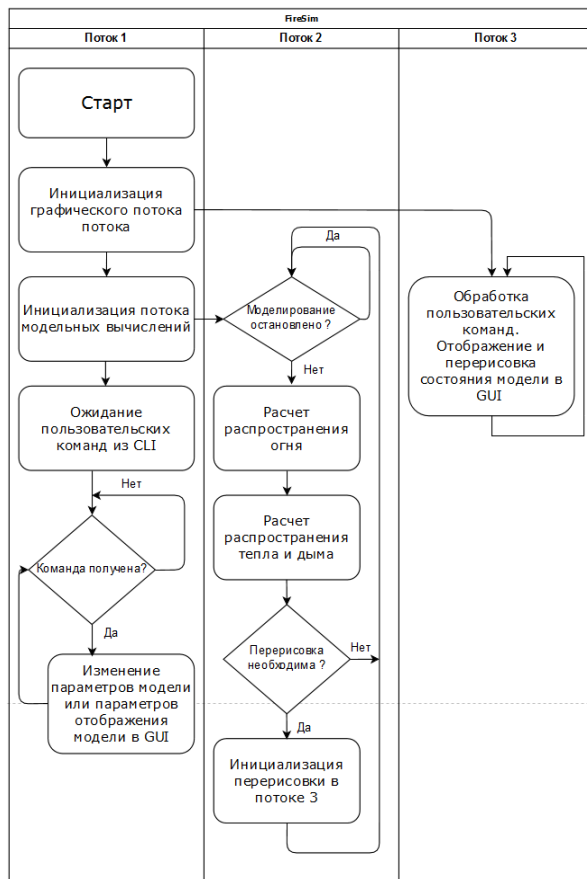 FireSim
Поток 1
Поток 2
Поток 3
Старт
Инициализация
графического потока
потока
Инициализация потока
модельных вычислений
Ожидание
пользовательских
команд из CLI
Нет
Команда получена?
Да
Изменение
параметров модели
или параметров
отображения
модели в GUI
Да
Моделирование
остановлено ?
Нет
Расчет
распространения
огня
Расчет
распространения
тепла и дыма
Перерисовка
необходима ?
Нет
Да
Инициализация
перерисовки в
потоке 3
Обработка
пользовательских
команд.
Отображение и
перерисовка
состояния модели в
GUI